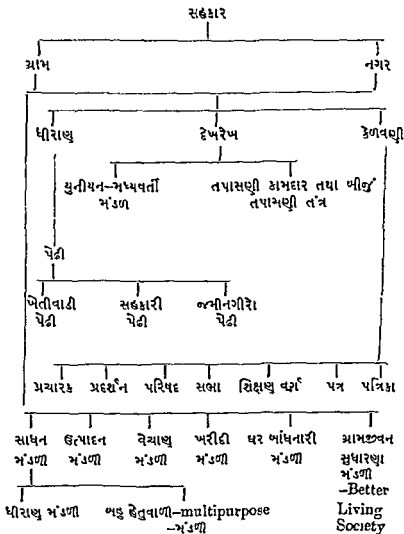 સહકાર
ગ્રામ નગર
ધીરાણ દેખરેખ કેળવણી
યુનીયન–મધ્યવર્તી તપાસણી કામદાર તથા બીજું
મંડળ તપાસણી તંત્ર
પેઢી
ખેતીવાડી સહકારી જમીનગીરો
પેઢી પેઢી પેઢી
પ્રચારક પ્રદર્શન પરિષદ સભા શિક્ષણ વર્ગ પત્ર પત્રિકા
સાધન ઉત્પાદન વેચાણ ખરીદી ઘર બાંધનારી ગ્રામજીવન
મંડળી મંડળી મંડળી મંડળી મંડળી સુધારણા
મંડળી
–Better
ધીરાણ મંડળી બહુ હેતુવાળી–multipurpose Living
–મંડળી Society